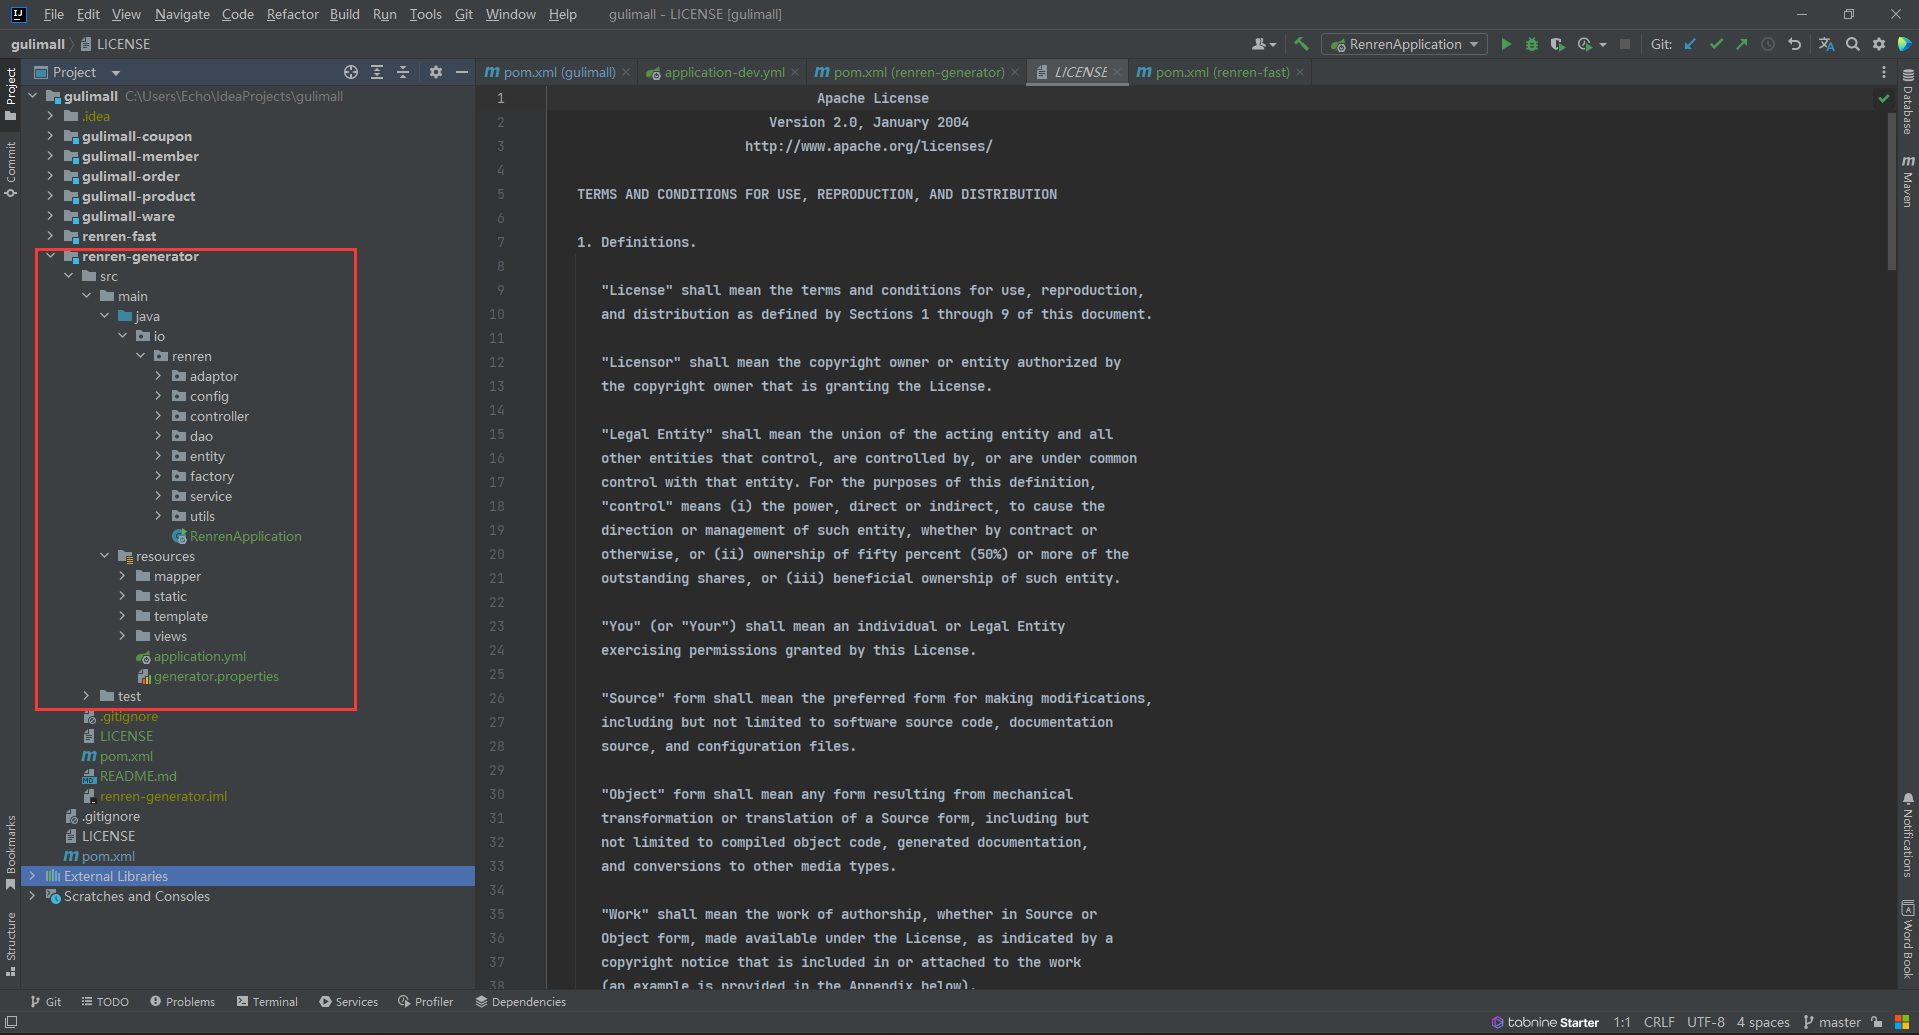 File Edit View Navigate Code Refactor Build Run Tools Git Window Help gulimall - LICENSE [gulimall]
gulimall LICENSE
RenrenApplication Git:
Project
pom.xml (gulimall) application-dev.yml pom.xml (renren-generator) LICENSE pom.xml (renren-fast)
Project
Commit
Bookmarks
Structure
gulimall C:\Users\Echo\IdeaProjects\gulimall
.idea
gulimall-coupon
gulimall-member
gulimall-order
gulimall-product
gulimall-ware
renren-fast
renren-generator
src
main
java
io
renren
adaptor
config
controller
dao
entity
factory
service
utils
RenrenApplication
resources
mapper
static
template
views
application.yml
generator.properties
test
.gitignore
LICENSE
pom.xml
README.md
renren-generator.iml
.gitignore
LICENSE
pom.xml
External Libraries
Scratches and Consoles
1 Apache License
2 Version 2.0, January 2004
3 http://www.apache.org/licenses/
4
5 TERMS AND CONDITIONS FOR USE, REPRODUCTION, AND DISTRIBUTION
6
7 1. Definitions.
8
9 "License" shall mean the terms and conditions for use, reproduction,
10 and distribution as defined by Sections 1 through 9 of this document.
11
12 "Licensor" shall mean the copyright owner or entity authorized by
13 the copyright owner that is granting the License.
14
15 "Legal Entity" shall mean the union of the acting entity and all
16 other entities that control, are controlled by, or are under common
17 control with that entity. For the purposes of this definition,
18 "control" means (i) the power, direct or indirect, to cause the
19 direction or management of such entity, whether by contract or
20 otherwise, or (ii) ownership of fifty percent (50%) or more of the
21 outstanding shares, or (iii) beneficial ownership of such entity.
22
23 "You" (or "Your") shall mean an individual or Legal Entity
24 exercising permissions granted by this License.
25
26 "Source" form shall mean the preferred form for making modifications,
27 including but not limited to software source code, documentation
28 source, and configuration files.
29
30 "Object" form shall mean any form resulting from mechanical
31 transformation or translation of a Source form, including but
32 not limited to compiled object code, generated documentation,
33 and conversions to other media types.
34
35 "Work" shall mean the work of authorship, whether in Source or
36 Object form, made available under the License, as indicated by a
37 copyright notice that is included in or attached to the work
38 (an example is provided in the Appendix below).
Database
Maven
Notifications
Word Book
Git TODO Problems Terminal Services Profiler Dependencies
tabnine Starter 1:1 CRLF UTF-8 4 spaces master